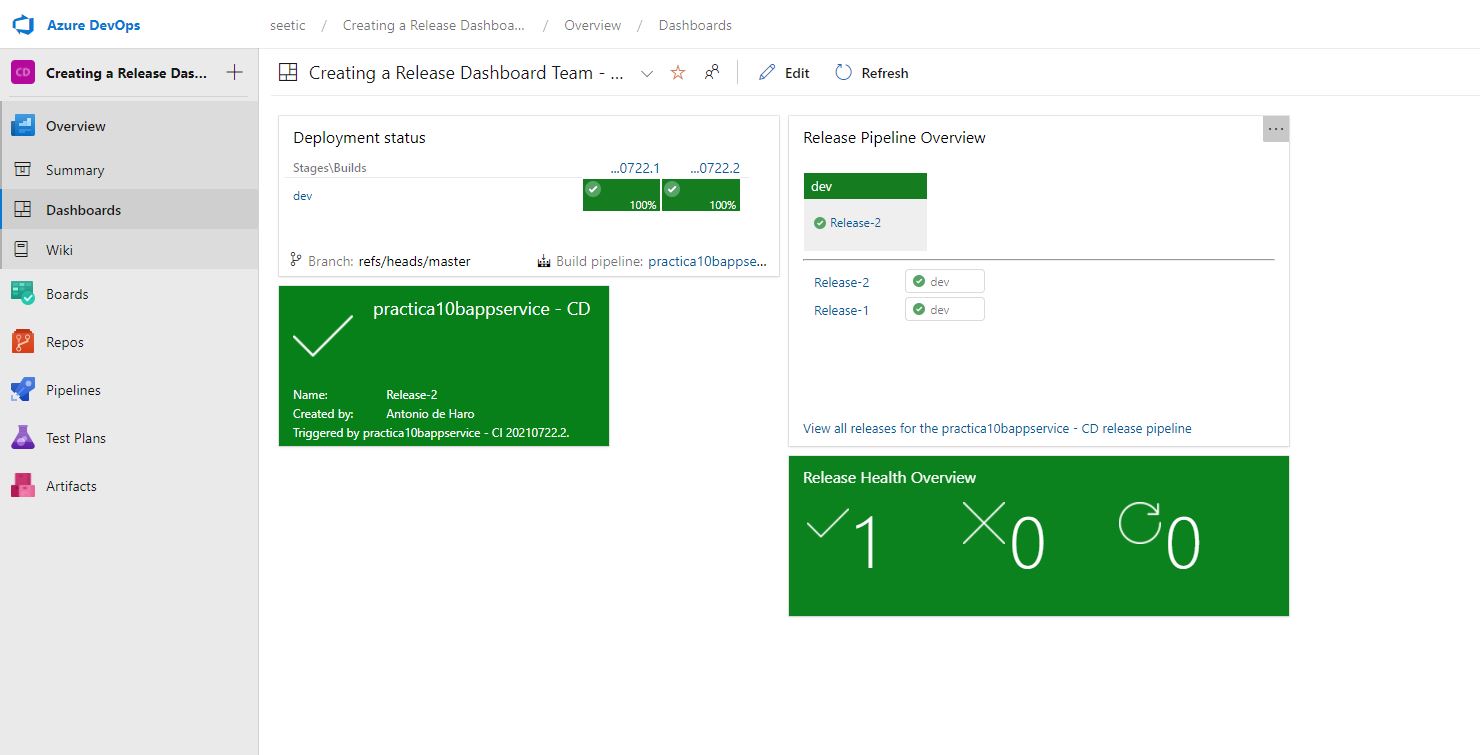 Azure DevOps
seetic / Creating a Release Dashboa... / Overview / Dashboards
CD Creating a Release Das... +
Overview
Summary
Dashboards
Wiki
Boards
Repos
Pipelines
Test Plans
Artifacts
Creating a Release Dashboard Team - ... Edit Refresh
Deployment status
Stages\Builds ...0722.1 ...0722.2
dev 100% 100%
Branch: refs/heads/master Build pipeline: practica10bappse...
practica10bappservice - CD
Name: Release-2
Created by: Antonio de Haro
Triggered by practica10bappservice - CI 20210722.2.
Release Pipeline Overview ...
dev
Release-2
Release-2 dev
Release-1 dev
View all releases for the practica10bappservice - CD release pipeline
Release Health Overview
1 0 0